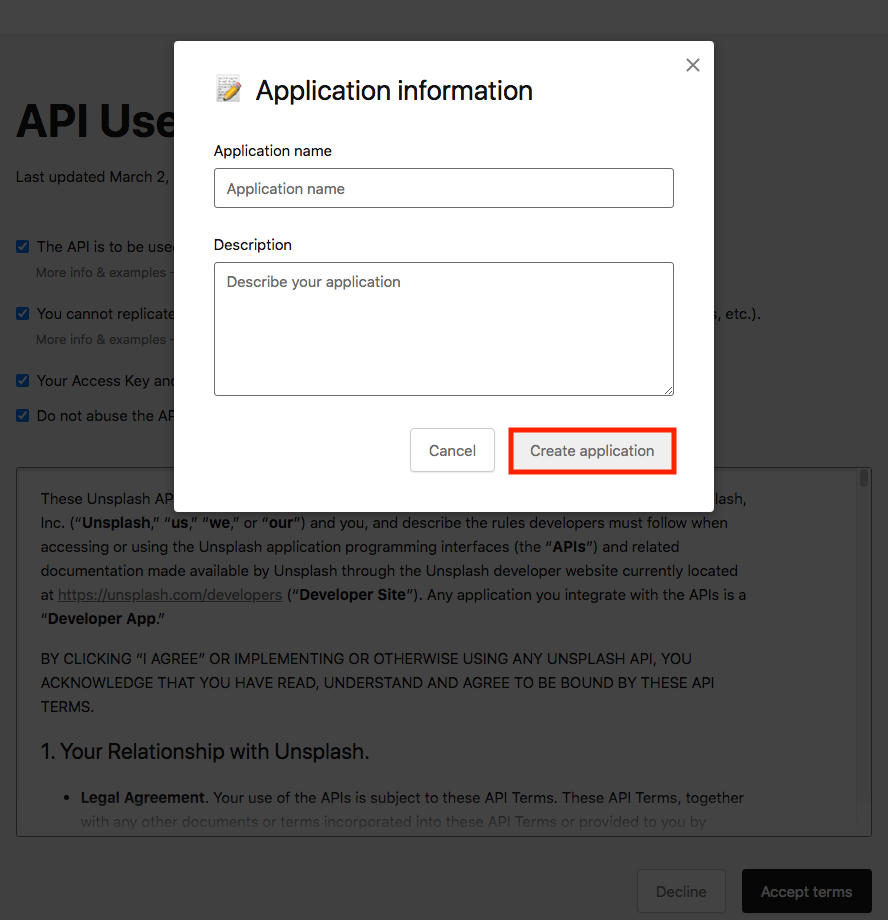 Application information
Application name
Application name
Description
Describe your application
Cancel
Create application
API Use
Last updated March 2,
The API is to be use
More info & examples
You cannot replicate
s, etc.).
More info & examples
Your Access Key an
Do not abuse the AP
These Unsplash AP
lash,
Inc. (“Unsplash,” “us,” “we,” or “our”) and you, and describe the rules developers must follow when
accessing or using the Unsplash application programming interfaces (the “APIs”) and related
documentation made available by Unsplash through the Unsplash developer website currently located
at https://unsplash.com/developers (“Developer Site”). Any application you integrate with the APIs is a
“Developer App.”
BY CLICKING “I AGREE” OR IMPLEMENTING OR OTHERWISE USING ANY UNSPLASH API, YOU
ACKNOWLEDGE THAT YOU HAVE READ, UNDERSTAND AND AGREE TO BE BOUND BY THESE API
TERMS.
1. Your Relationship with Unsplash.
• Legal Agreement. Your use of the APIs is subject to these API Terms. These API Terms, together
with any other documents or terms incorporated into these API Terms or provided to you by
Decline
Accept terms